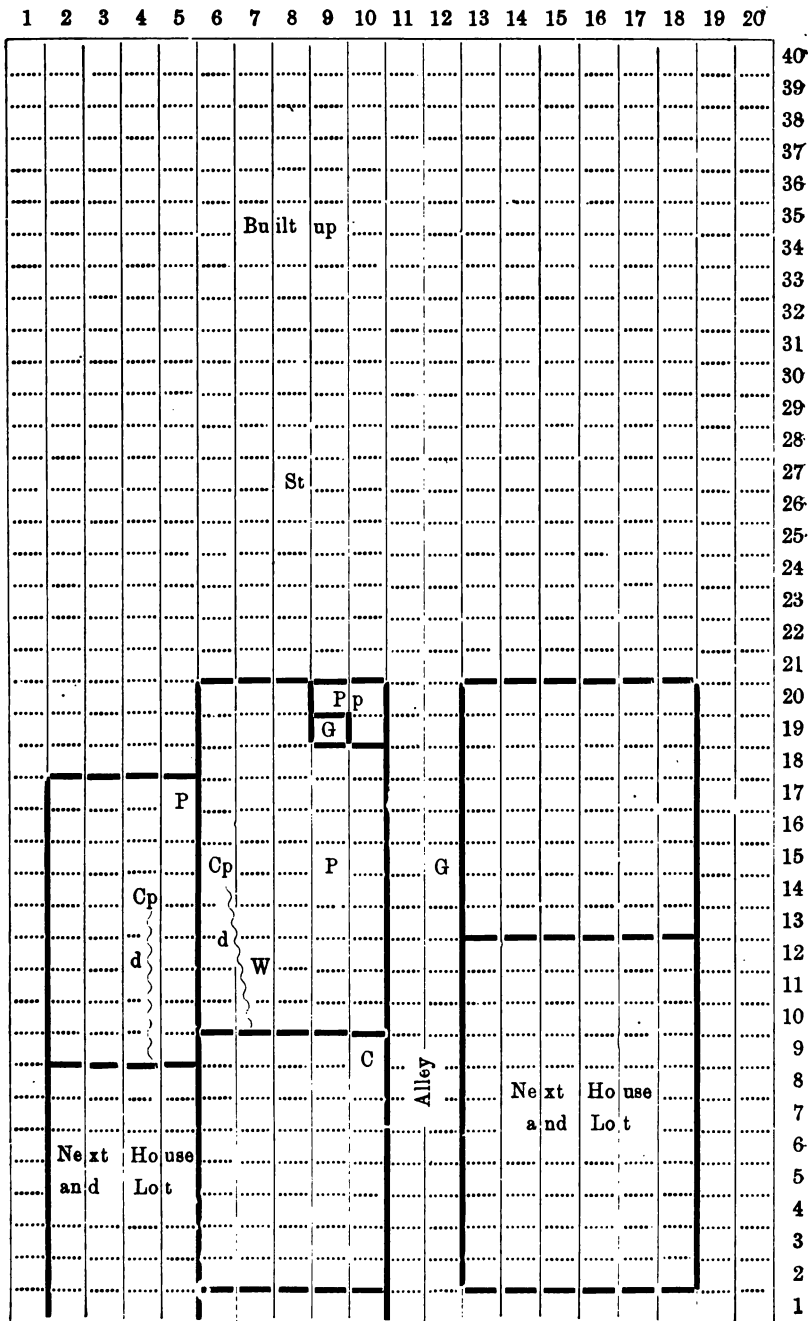 1 2 3 4 5 6 7 8 9 10 11 12 13 14 15 16 17 18 19 20
40
39
38
37
36
35
Built up
34
33
32
31
30
29
28
27
St
26
25
24
23
22
21
P p 20
G 19
18
P 17
16
Cp P G 15
Cp 14
13
d 12
d W 11
10
C 9
Alley
Next House 8
and Lot 7
Next House 6
and Lot 5
4
3
2
1